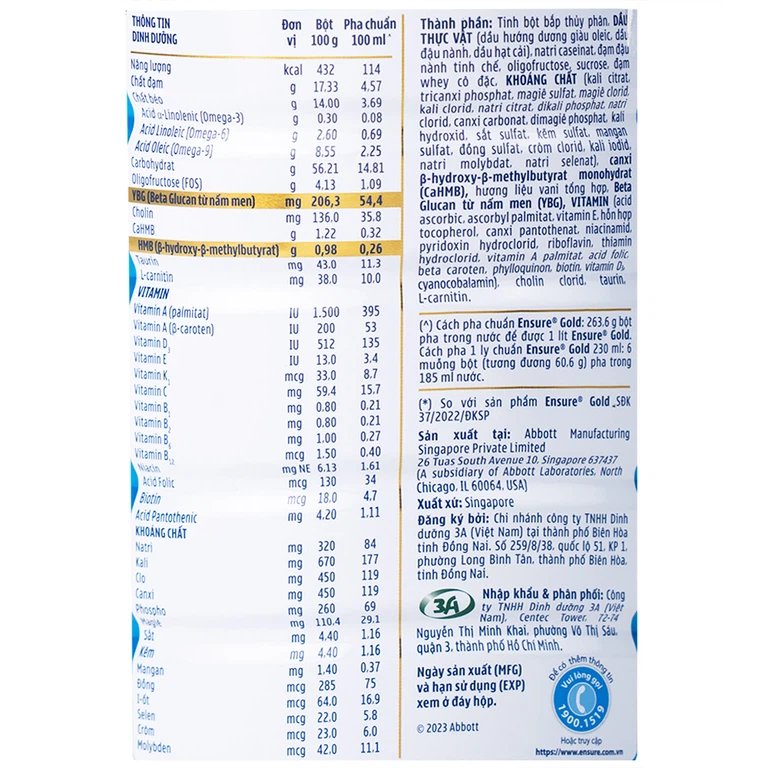 THÔNG TIN DINH DƯỠNG Đơn vị Bột 100 g Pha chuẩn 100 ml ^
Năng lượng kcal 432 114
Chất đạm g 17.33 4.57
Chất béo g 14.00 3.69
Acid α-Linolenic (Omega-3) g 0.30 0.08
Acid Linoleic (Omega-6) g 2.60 0.69
Acid Oleic (Omega-9) g 8.55 2.25
Carbohydrat g 56.21 14.81
Oligofructose (FOS) g 4.13 1.09
YBG (Beta Glucan từ nấm men) mg 206,3 54,4
Cholin mg 136.0 35.8
CaHMB g 1.22 0.32
HMB (β-hydroxy-β-methylbutyrat) g 0,98 0,26
Taurin mg 43.0 11.3
L-carnitin mg 38.0 10.0
VITAMIN
Vitamin A (palmitat) IU 1.500 395
Vitamin A (β-caroten) IU 200 53
Vitamin D3 IU 512 135
Vitamin E IU 13.0 3.4
Vitamin K1 mcg 33.0 8.7
Vitamin C mg 59.4 15.7
Vitamin B1 mg 0.80 0.21
Vitamin B2 mg 0.80 0.21
Vitamin B6 mg 1.00 0.27
Vitamin B12 mcg 1.50 0.40
Niacin mg NE 6.13 1.61
Acid Folic mcg 130 34
Biotin mcg 18.0 4.7
Acid Pantothenic mg 4.20 1.11
KHOÁNG CHẤT
Natri mg 320 84
Kali mg 670 177
Clo mg 450 119
Canxi mg 450 119
Phospho mg 260 69
Magiê mg 110.4 29.1
Sắt mg 4.40 1.16
Kẽm mg 4.40 1.16
Mangan mg 1.40 0.37
Đồng mcg 285 75
I-ốt mcg 64.0 16.9
Selen mcg 22.0 5.8
Crôm mcg 23.0 6.0
Molybden mcg 42.0 11.1
Thành phần: Tinh bột bắp thủy phân, DẦU
THỰC VẬT (dầu hướng dương giàu oleic, dầu
đậu nành, dầu hạt cải), natri caseinat, đạm đậu
nành tinh chế, oligofructose, sucrose, đạm
whey cô đặc, KHOÁNG CHẤT (kali citrat,
tricanxi phosphat, magiê sulfat, magiê clorid,
kali clorid, natri citrat, dikali phosphat, natri
clorid, canxi carbonat, dimagiê phosphat, kali
hydroxid, sắt sulfat, kẽm sulfat, mangan
sulfat, đồng sulfat, cròm clorid, kali iodid,
natri molybdat, natri selenat), canxi
β-hydroxy-β-methylbutyrat monohydrat
(CaHMB), hương liệu vani tổng hợp, Beta
Glucan từ nấm men (YBG), VITAMIN (acid
ascorbic, ascorbyl palmitat, vitamin E, hỗn hợp
tocopherol, canxi pantothenat, niacinamid,
pyridoxin hydroclorid, riboflavin, thiamin
hydroclorid, vitamin A palmitat, acid folic,
beta caroten, phylloquinon, biotin, vitamin D3,
cyanocobalamin), cholin clorid, taurin,
L-carnitin.
(^) Cách pha chuẩn Ensure® Gold: 263.6 g bột
pha trong nước để được 1 lít Ensure® Gold.
Cách pha 1 ly chuẩn Ensure® Gold 230 ml: 6
muỗng bột (tương đương 60.6 g) pha trong
185 ml nước.
(*) So với sản phẩm Ensure® Gold _SĐK
37/2022/ĐKSP
Sản xuất tại: Abbott Manufacturing
Singapore Private Limited
26 Tuas South Avenue 10, Singapore 637437
(A subsidiary of Abbott Laboratories, North
Chicago, IL 60064, USA)
Xuất xứ: Singapore
Đăng ký bởi: Chi nhánh công ty TNHH Dinh
dưỡng 3A (Việt Nam) tại thành phố Biên Hòa
tỉnh Đồng Nai. Số 259/8/38, quốc lộ 51, KP 1,
phường Long Bình Tân, thành phố Biên Hòa,
tỉnh Đồng Nai.
3A
Nhập khẩu & phân phối: Công
ty TNHH Dinh dưỡng 3A (Việt
Nam), Centec Tower, 72-74
Nguyễn Thị Minh Khai, phường Võ Thị Sáu,
quận 3, thành phố Hồ Chí Minh.
Ngày sản xuất (MFG)
và hạn sử dụng (EXP)
xem ở đáy hộp.
© 2023 Abbott
Để có thêm thông tin
Vui lòng gọi
1900.1519
Hoặc truy cập
https://www.ensure.com.vn